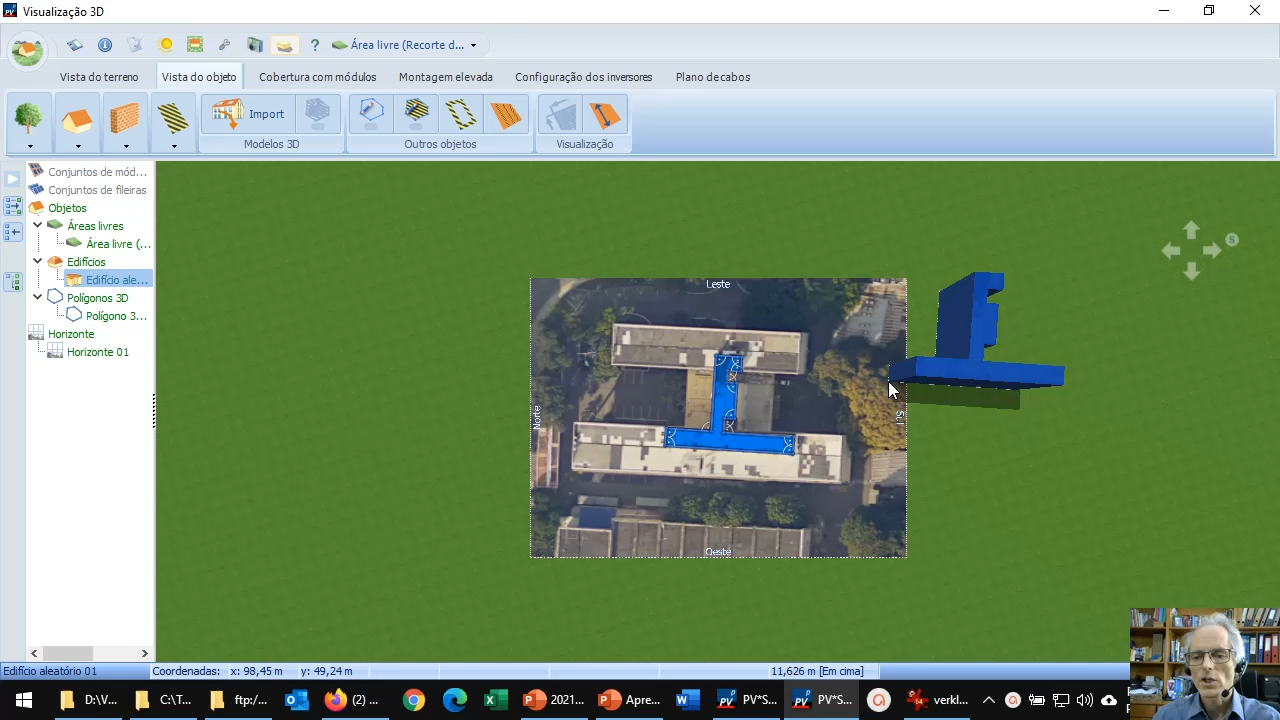 Visualização 3D
Área livre (Recorte d...
Vista do terreno
Vista do objeto
Cobertura com módulos
Montagem elevada
Configuração dos inversores
Plano de cabos
Import
Modelos 3D
Outros objetos
Visualização
Conjuntos de mód...
Conjuntos de fileiras
Objetos
Áreas livres
Área livre (...
Edifícios
Edifício ale...
Polígonos 3D
Polígono 3...
Horizonte
Horizonte 01
S
Leste
Norte
Sul
Oeste
Edifício aleatório 01
Coordenadas:
x: 98,45 m
y: 49,24 m
11,626 m [Em cima]
D:\V...
C:\T...
ftp:/...
(2) ...
2021...
Apre...
PV*S...
PV*S...
verkl...